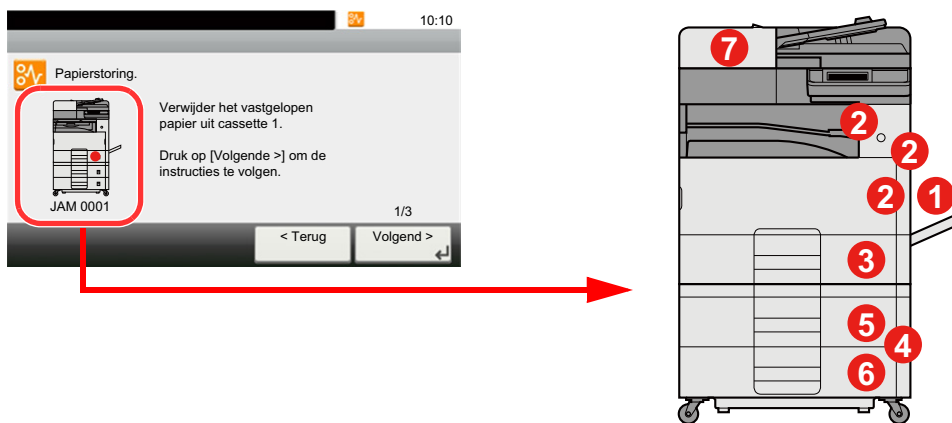 10:10
Papierstoring.
Verwijder het vastgelopen
papier uit cassette 1.
Druk op [Volgende >] om de
instructies te volgen.
JAM 0001
1/3
< Terug
Volgend >
7
2
2
2
1
3
5
4
6